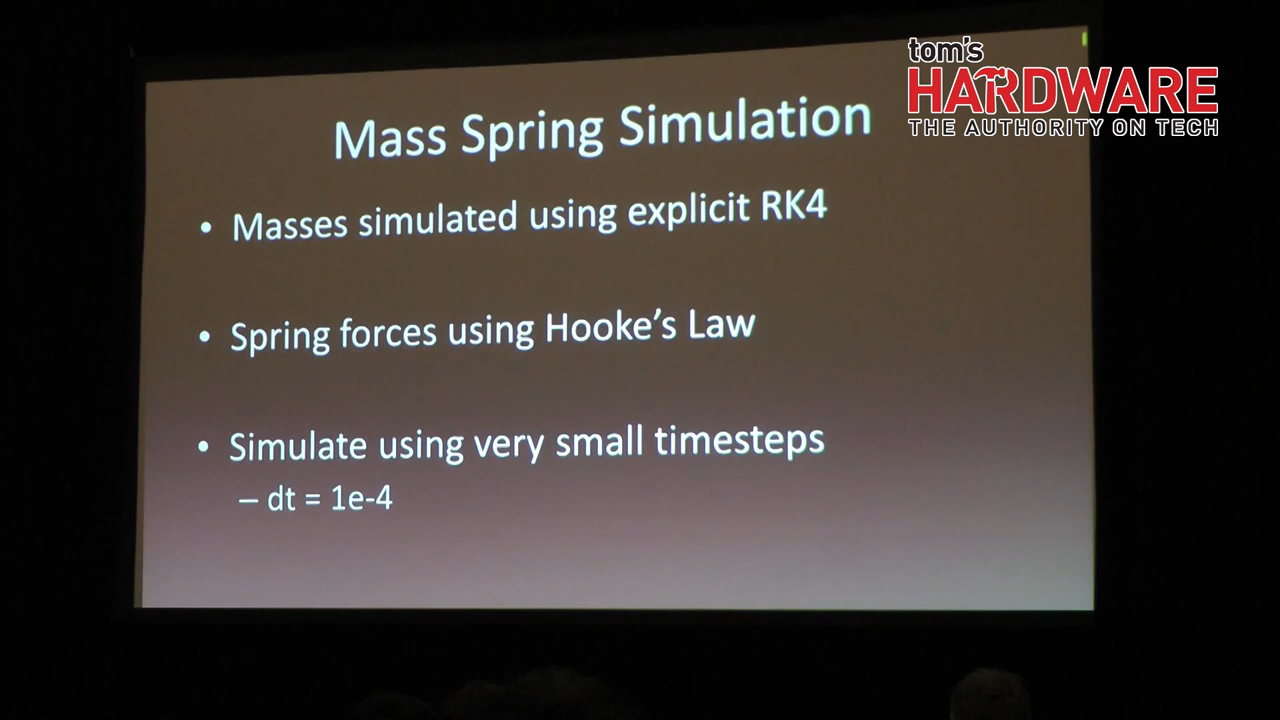 tom's
HARDWARE
THE AUTHORITY ON TECH
Mass Spring Simulation
• Masses simulated using explicit RK4
• Spring forces using Hooke's Law
• Simulate using very small timesteps
– dt = 1e-4